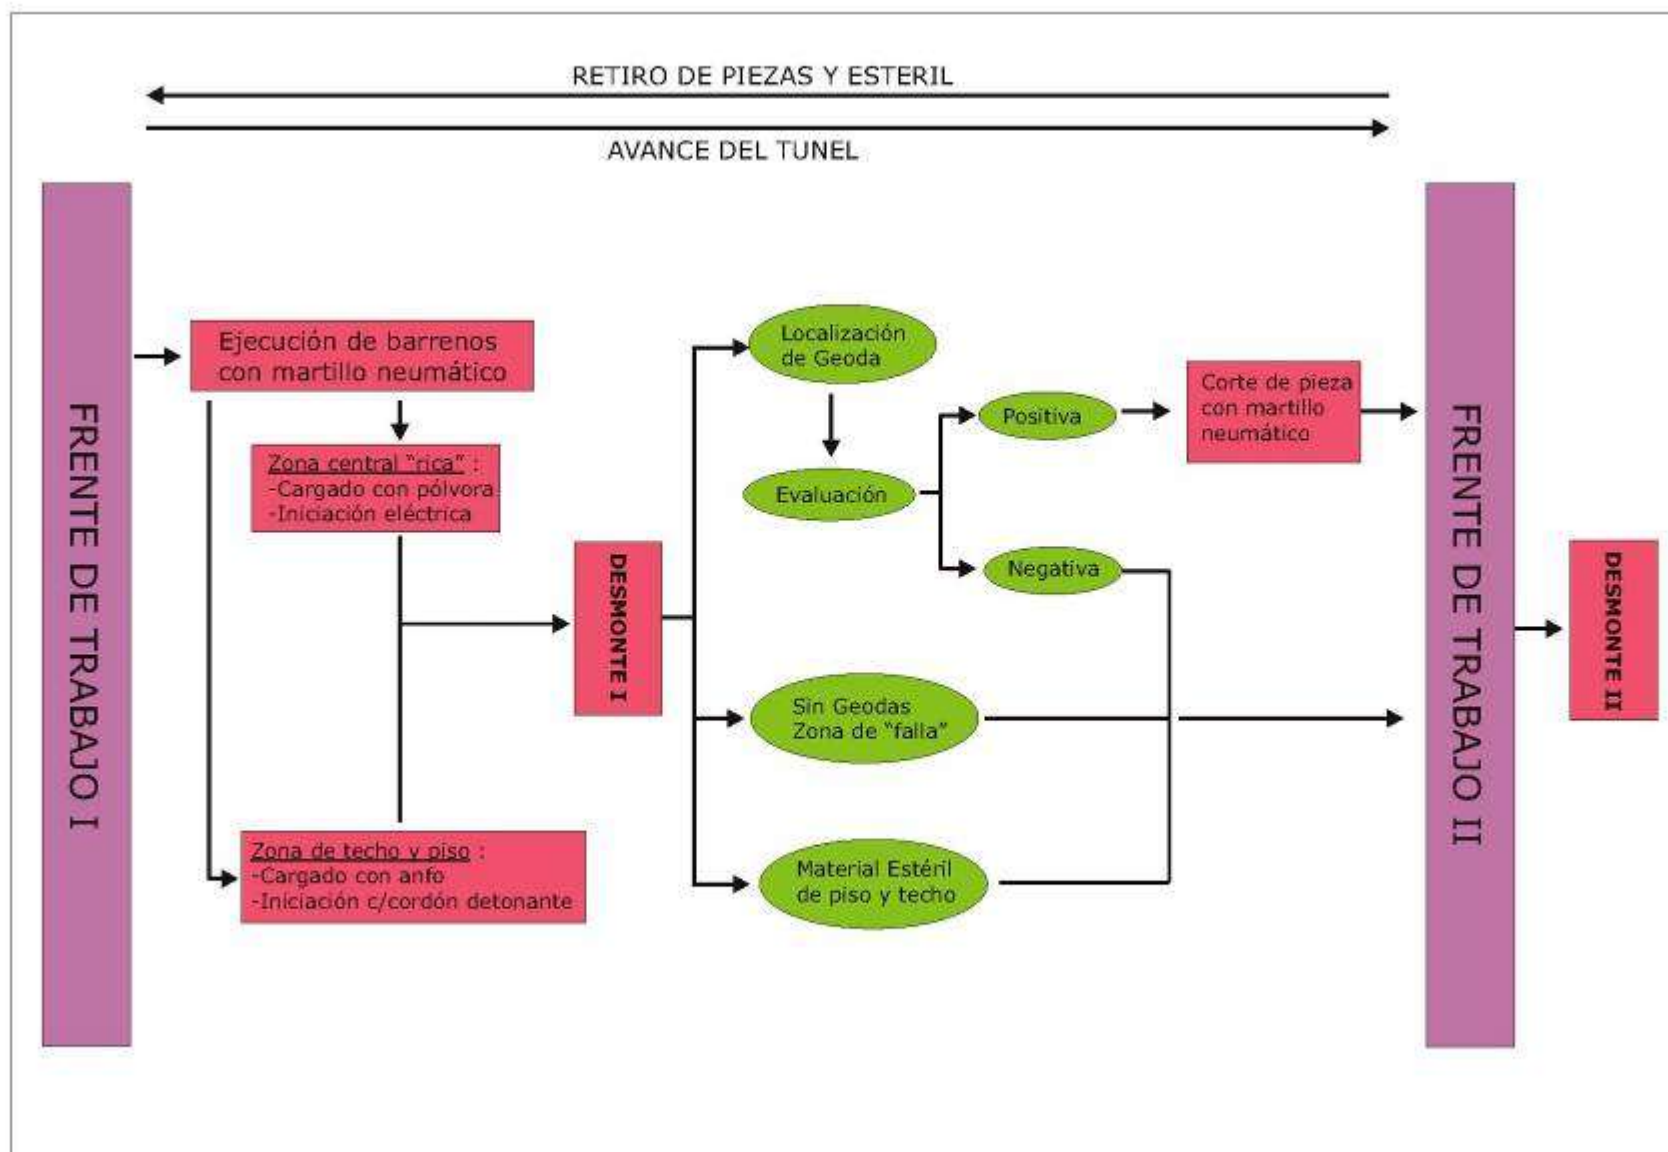 RETIRO DE PIEZAS Y ESTERIL
AVANCE DEL TUNEL
FRENTE DE TRABAJO I
Ejecución de barrenos
con martillo neumático
Zona central "rica" :
-Cargado con pólvora
-Iniciación eléctrica
Zona de techo y piso :
-Cargado con anfo
-Iniciación c/cordón detonante
DESMONTE I
Localización
de Geoda
Evaluación
Positiva
Negativa
Corte de pieza
con martillo
neumático
Sin Geodas
Zona de "falla"
Material Estéril
de piso y techo
FRENTE DE TRABAJO II
DESMONTE II